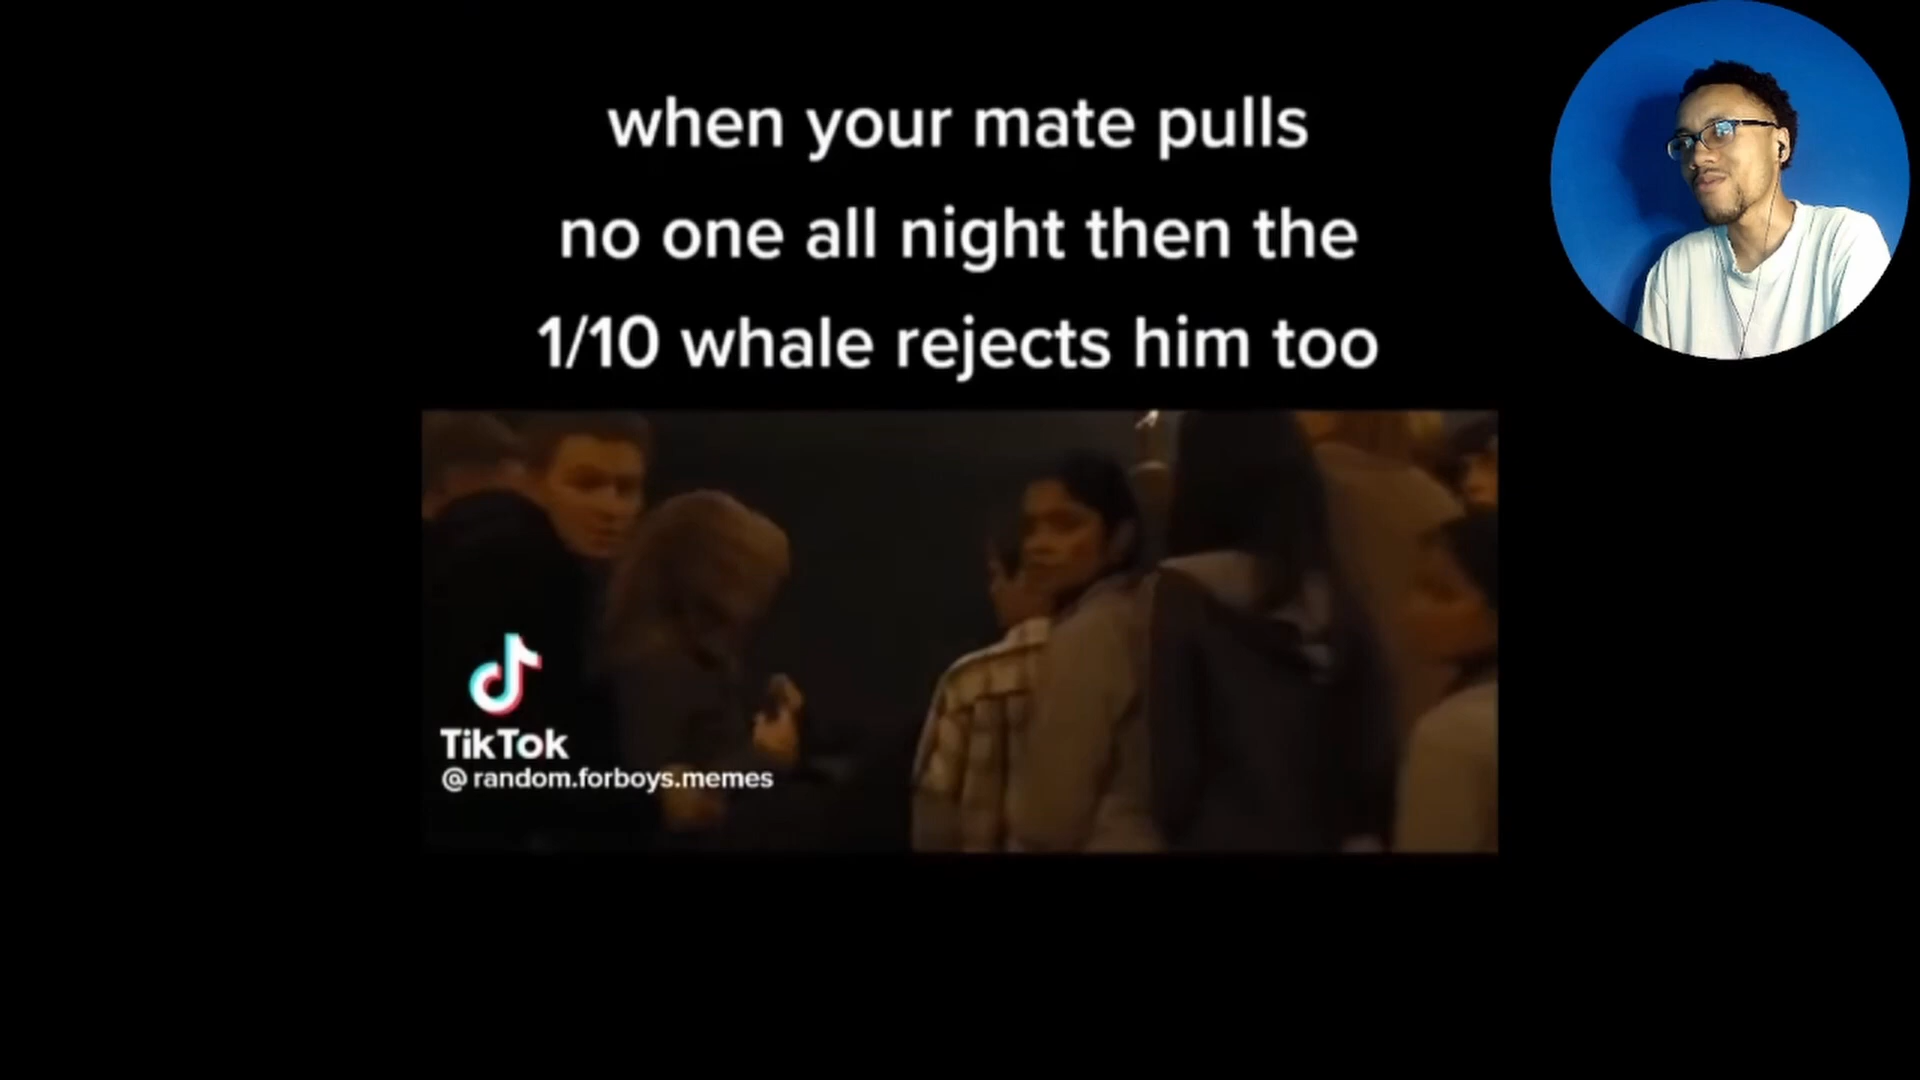 when your mate pulls
no one all night then the
1/10 whale rejects him too
TikTok
@random.forboys.memes